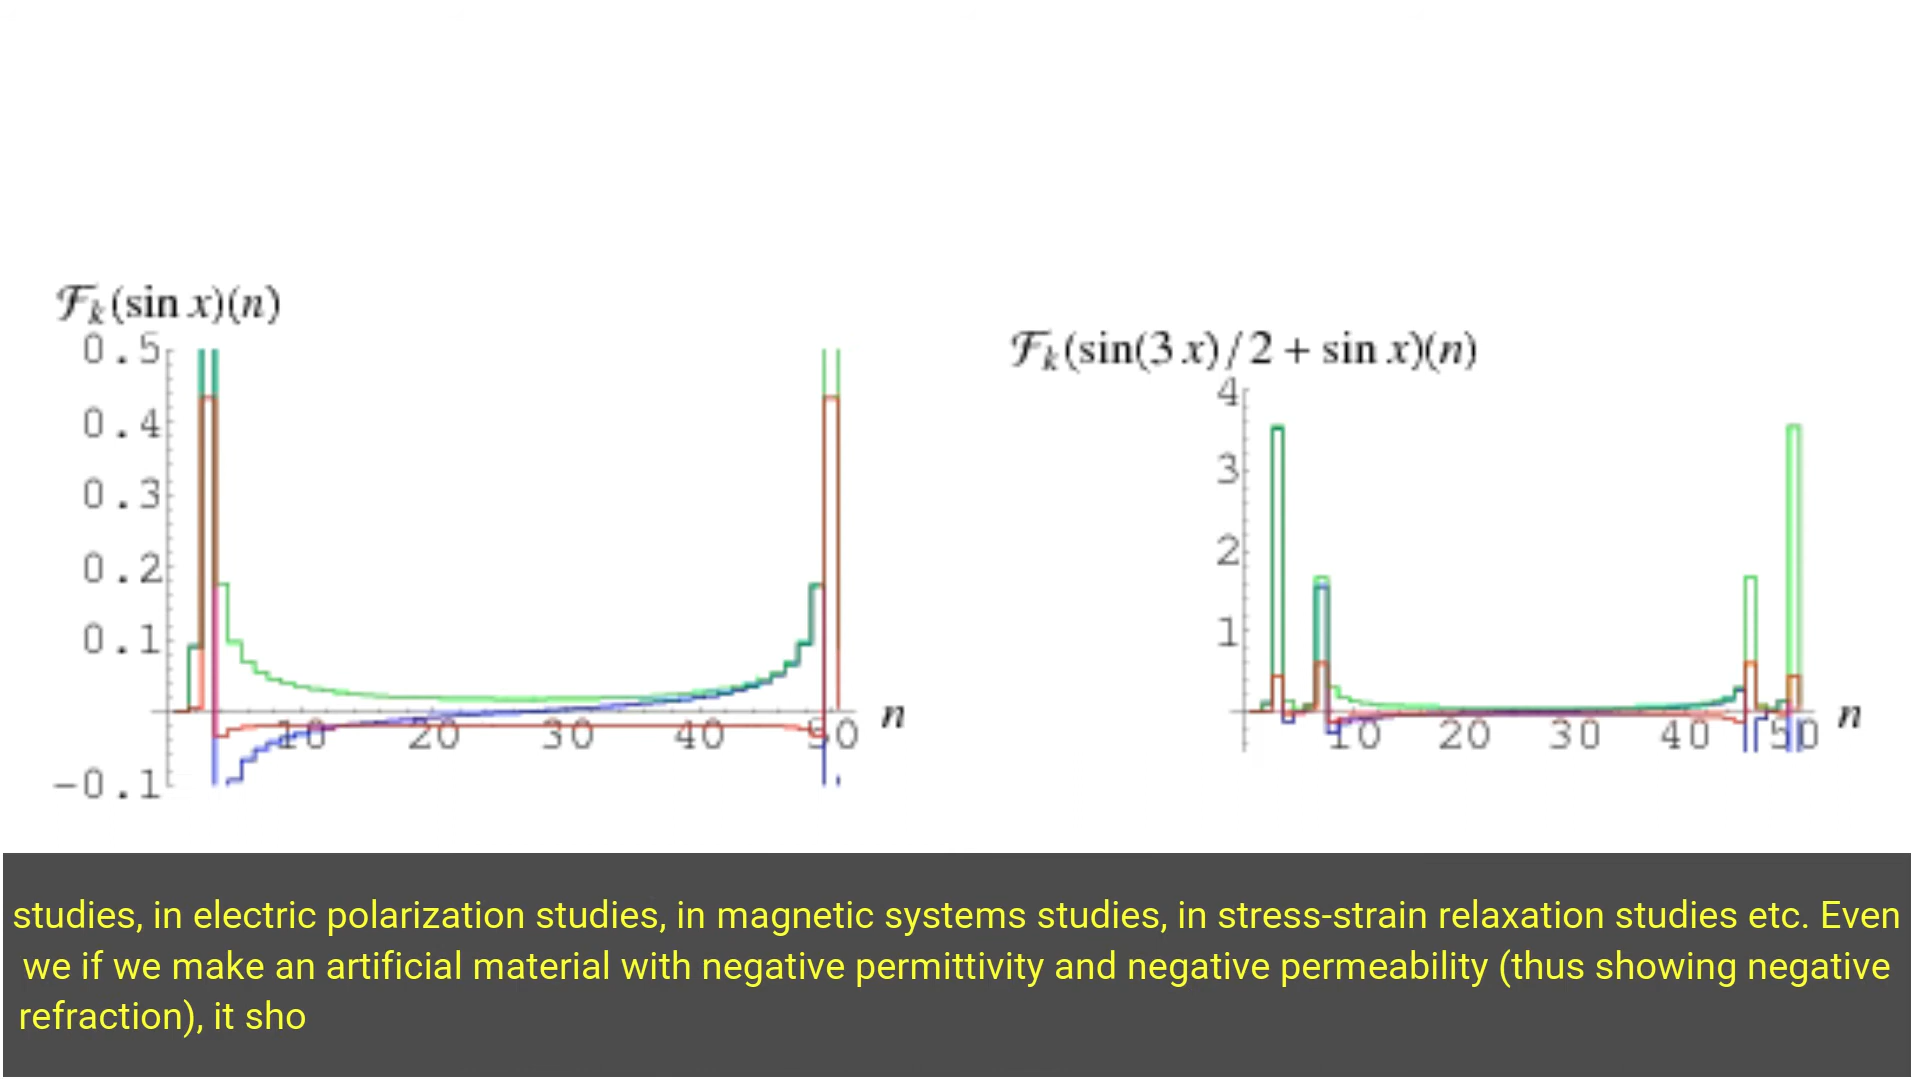 ℱk(sin x)(n)
0.5
0.4
0.3
0.2
0.1
-0.1
10 20 30 40 50 n
ℱk(sin(3 x)/2 + sin x)(n)
4
3
2
1
10 20 30 40 50 n
studies, in electric polarization studies, in magnetic systems studies, in stress-strain relaxation studies etc. Even
we if we make an artificial material with negative permittivity and negative permeability (thus showing negative
refraction), it sho